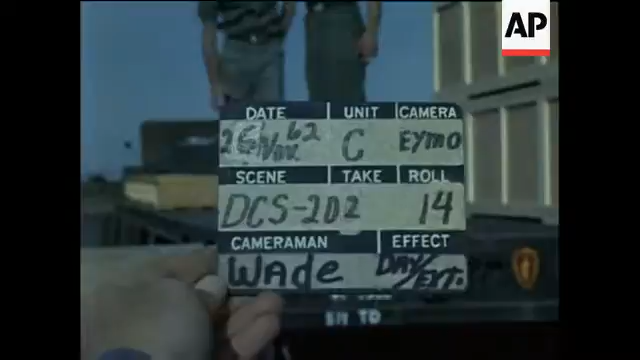 AP
DATE UNIT CAMERA
26 Nov 62 C Eymo
SCENE TAKE ROLL
DCS-202 14
CAMERAMAN EFFECT
Wade DAY/EXT.